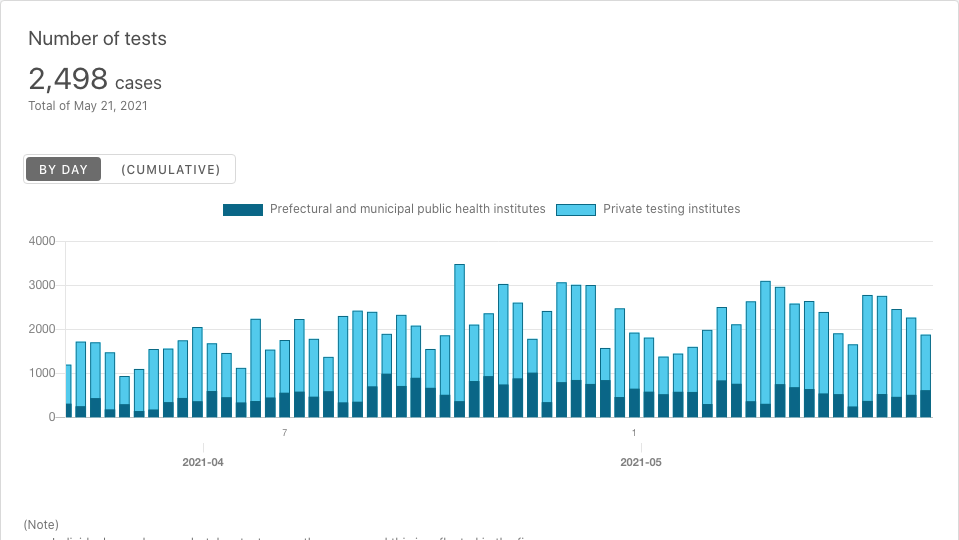 Number of tests
2,498 cases
Total of May 21, 2021
BY DAY (CUMULATIVE)
Prefectural and municipal public health institutes Private testing institutes
4000
3000
2000
1000
0
7 1
2021-04 2021-05
(Note)